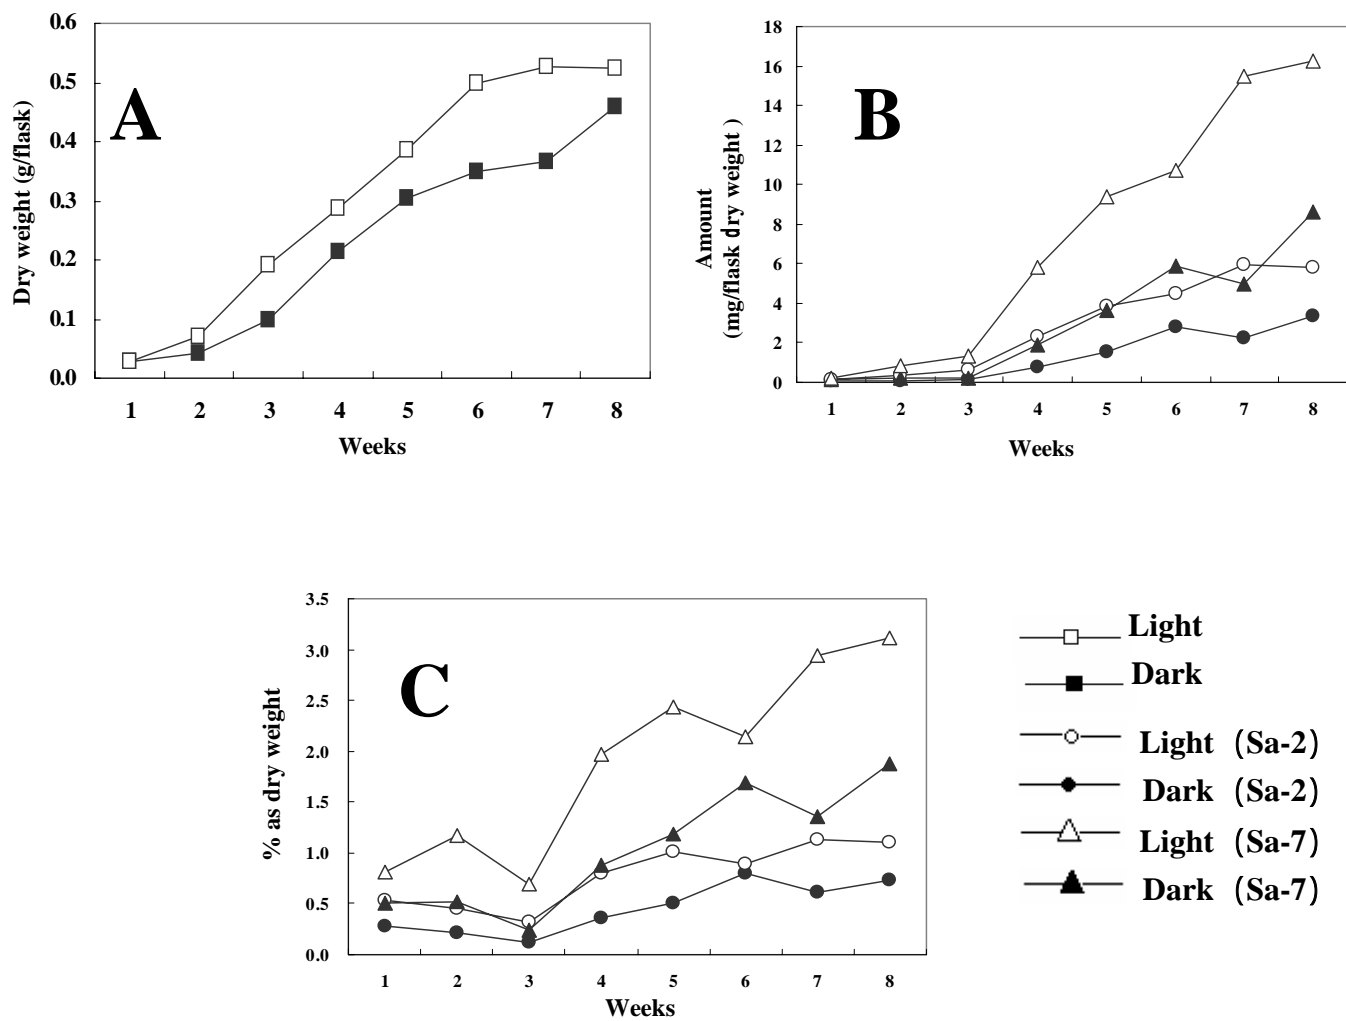 A
Dry weight (g/flask)
0.6
0.5
0.4
0.3
0.2
0.1
0.0
1 2 3 4 5 6 7 8
Weeks
B
Amount
(mg/flask dry weight )
18
16
14
12
10
8
6
4
2
0
1 2 3 4 5 6 7 8
Weeks
C
% as dry weight
3.5
3.0
2.5
2.0
1.5
1.0
0.5
0.0
1 2 3 4 5 6 7 8
Weeks
Light
Dark
Light (Sa-2)
Dark (Sa-2)
Light (Sa-7)
Dark (Sa-7)